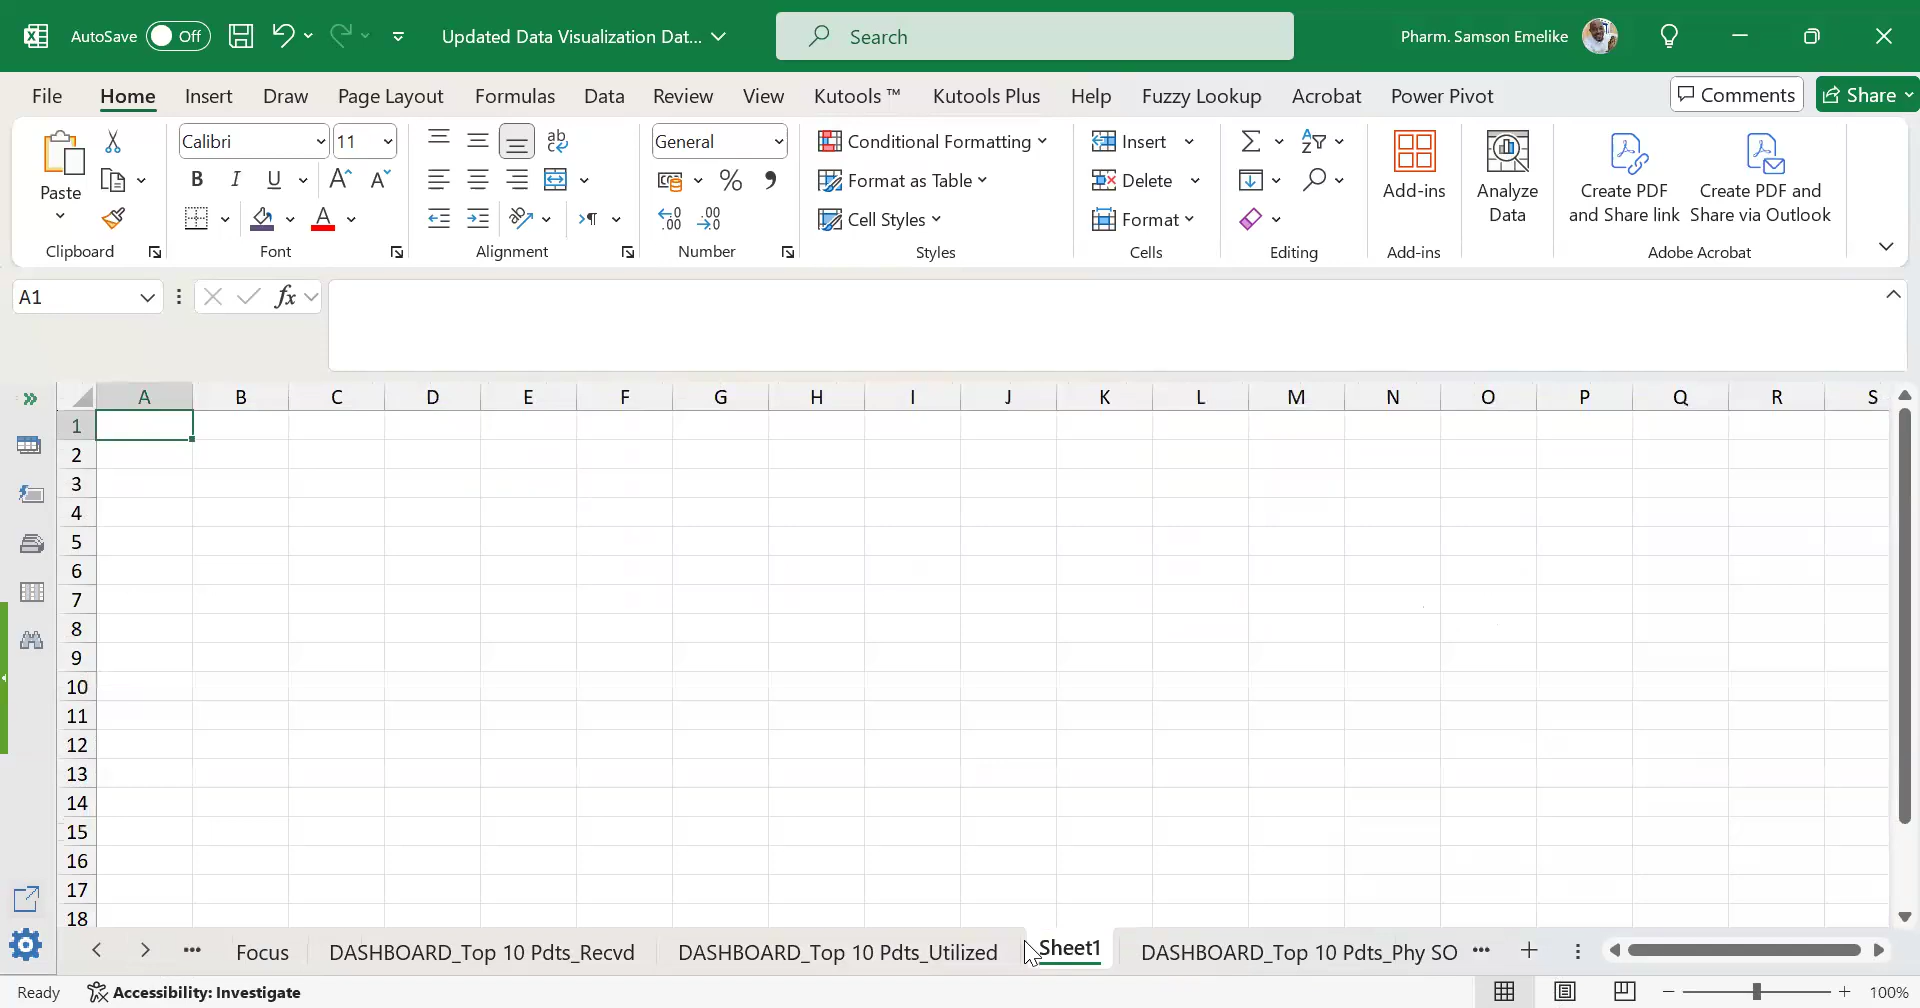 AutoSave Off Updated Data Visualization Dat... Search Pharm. Samson Emelike
File Home Insert Draw Page Layout Formulas Data Review View Kutools ™ Kutools Plus Help Fuzzy Lookup Acrobat Power Pivot Comments Share
Paste
Clipboard
Calibri 11
B I U A A
A
Font
ab
Alignment
General
% ,
Number
Conditional Formatting
Format as Table
Cell Styles
Styles
Insert
Delete
Format
Cells
Editing
Add-ins
Add-ins
Analyze
Data
Create PDF
and Share link
Create PDF and
Share via Outlook
Adobe Acrobat
A1 fx
A B C D E F G H I J K L M N O P Q R S
1
2
3
4
5
6
7
8
9
10
11
12
13
14
15
16
17
18
Focus DASHBOARD_Top 10 Pdts_Recvd DASHBOARD_Top 10 Pdts_Utilized Sheet1 DASHBOARD_Top 10 Pdts_Phy SO
Ready Accessibility: Investigate 100%